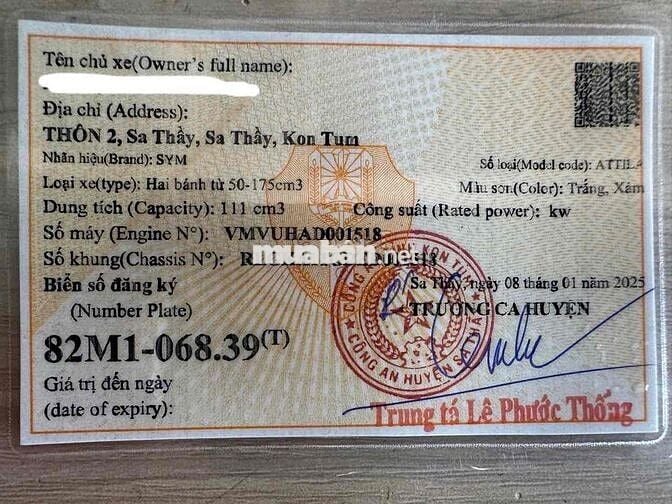 Tên chủ xe(Owner's full name):
Địa chỉ (Address):
THÔN 2, Sa Thầy, Sa Thầy, Kon Tum
Nhãn hiệu(Brand): SYM
Số loại(Model code): ATTILA
Loại xe(type): Hai bánh từ 50-175cm3
Màu sơn(Color): Trắng, Xám
Dung tích (Capacity): 111 cm3
Công suất (Rated power): kw
Số máy (Engine N°): VMVUHAD001518
Số khung(Chassis N°):
muaban.net
Biển số đăng ký
(Number Plate)
Sa Thầy, ngày 08 tháng 01 năm 2025
TRƯỞNG CA HUYỆN
82M1-068.39(T)
CÔNG AN HUYỆN SA THẦY
Giá trị đến ngày
(date of expiry):
Trung tá Lê Phước Thống